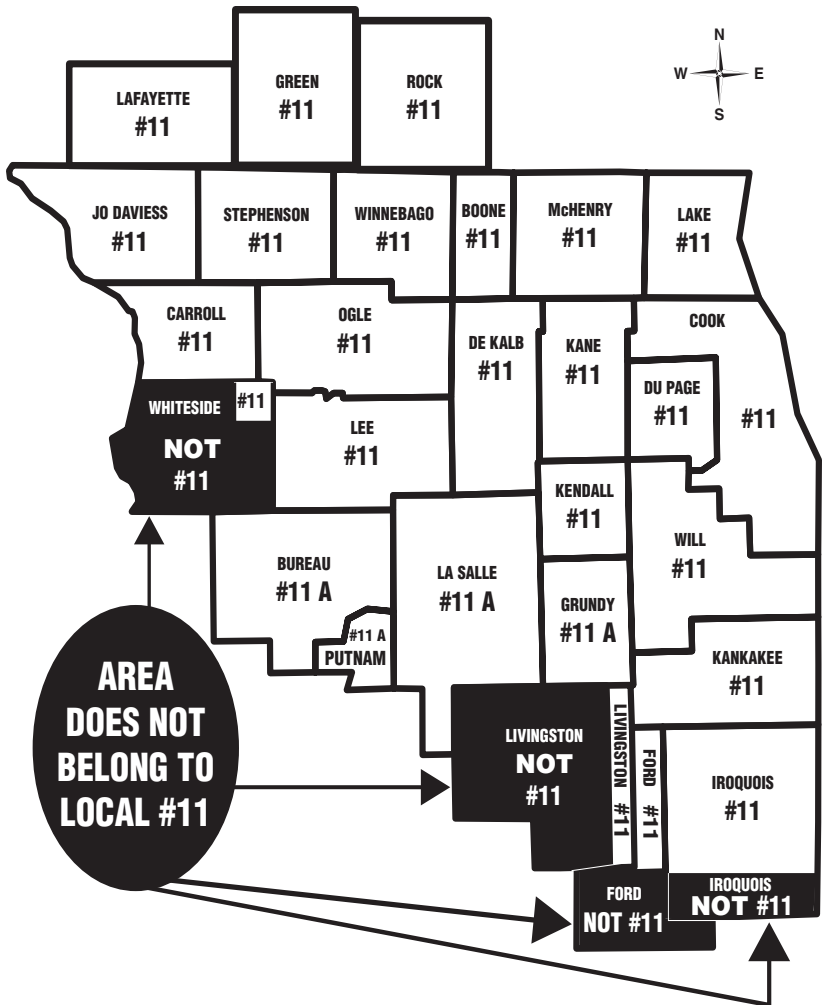 N
W E
S
LAFAYETTE
#11
GREEN
#11
ROCK
#11
JO DAVIESS
#11
STEPHENSON
#11
WINNEBAGO
#11
BOONE
#11
McHENRY
#11
LAKE
#11
CARROLL
#11
OGLE
#11
DE KALB
#11
KANE
#11
COOK
#11
DU PAGE
#11
WHITESIDE
#11
NOT
#11
LEE
#11
KENDALL
#11
WILL
#11
BUREAU
#11 A
LA SALLE
#11 A
GRUNDY
#11 A
#11 A
PUTNAM
KANKAKEE
#11
AREA
DOES NOT
BELONG TO
LOCAL #11
LIVINGSTON
NOT
#11
LIVINGSTON #11
FORD #11
IROQUOIS
#11
FORD
NOT #11
IROQUOIS
NOT #11